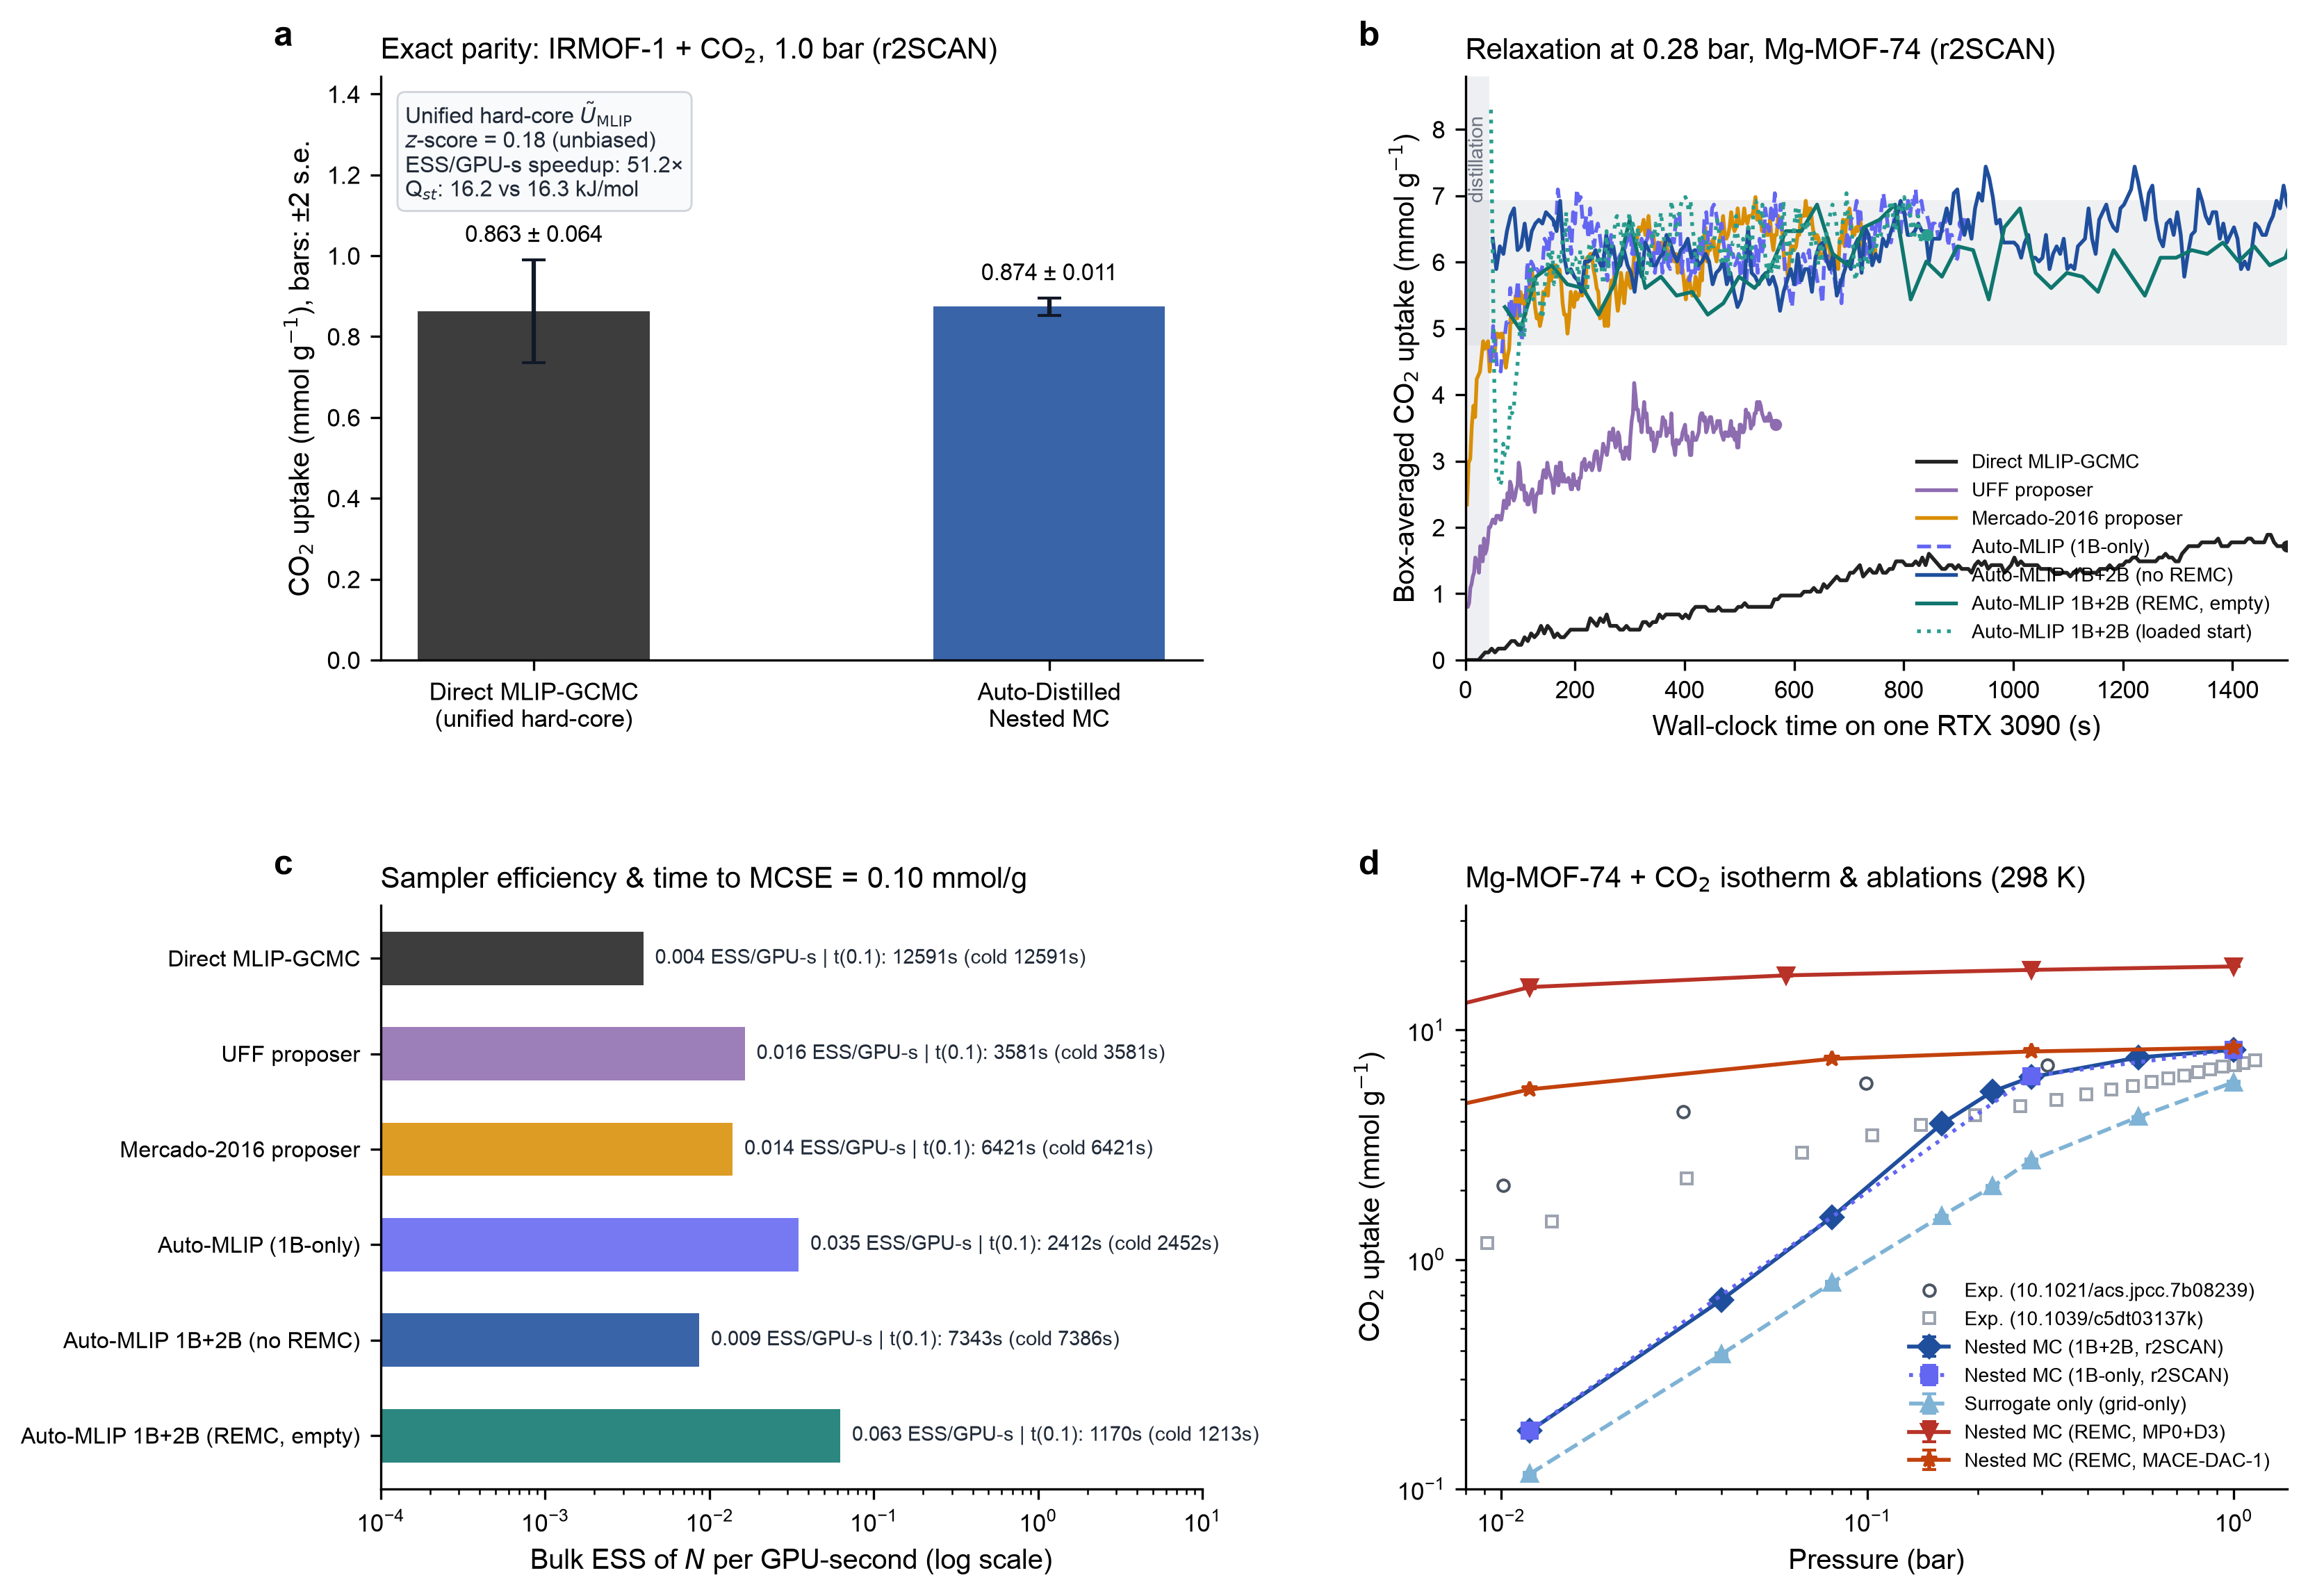 a
Exact parity: IRMOF-1 + CO₂, 1.0 bar (r2SCAN)
CO₂ uptake (mmol g⁻¹), bars: ±2 s.e.
1.4
1.2
1.0
0.8
0.6
0.4
0.2
0.0
Unified hard-core Ũ_MLIP
z-score = 0.18 (unbiased)
ESS/GPU-s speedup: 51.2×
Q_st: 16.2 vs 16.3 kJ/mol
0.863 ± 0.064
0.874 ± 0.011
Direct MLIP-GCMC
(unified hard-core)
Auto-Distilled
Nested MC
b
Relaxation at 0.28 bar, Mg-MOF-74 (r2SCAN)
Box-averaged CO₂ uptake (mmol g⁻¹)
8
7
6
5
4
3
2
1
0
distillation
Direct MLIP-GCMC
UFF proposer
Mercado-2016 proposer
Auto-MLIP (1B-only)
Auto-MLIP 1B+2B (no REMC)
Auto-MLIP 1B+2B (REMC, empty)
Auto-MLIP 1B+2B (loaded start)
0 200 400 600 800 1000 1200 1400
Wall-clock time on one RTX 3090 (s)
c
Sampler efficiency & time to MCSE = 0.10 mmol/g
Direct MLIP-GCMC
0.004 ESS/GPU-s | t(0.1): 12591s (cold 12591s)
UFF proposer
0.016 ESS/GPU-s | t(0.1): 3581s (cold 3581s)
Mercado-2016 proposer
0.014 ESS/GPU-s | t(0.1): 6421s (cold 6421s)
Auto-MLIP (1B-only)
0.035 ESS/GPU-s | t(0.1): 2412s (cold 2452s)
Auto-MLIP 1B+2B (no REMC)
0.009 ESS/GPU-s | t(0.1): 7343s (cold 7386s)
Auto-MLIP 1B+2B (REMC, empty)
0.063 ESS/GPU-s | t(0.1): 1170s (cold 1213s)
10⁻⁴ 10⁻³ 10⁻² 10⁻¹ 10⁰ 10¹
Bulk ESS of N per GPU-second (log scale)
d
Mg-MOF-74 + CO₂ isotherm & ablations (298 K)
CO₂ uptake (mmol g⁻¹)
10¹
10⁰
10⁻¹
Exp. (10.1021/acs.jpcc.7b08239)
Exp. (10.1039/c5dt03137k)
Nested MC (1B+2B, r2SCAN)
Nested MC (1B-only, r2SCAN)
Surrogate only (grid-only)
Nested MC (REMC, MP0+D3)
Nested MC (REMC, MACE-DAC-1)
10⁻² 10⁻¹ 10⁰
Pressure (bar)